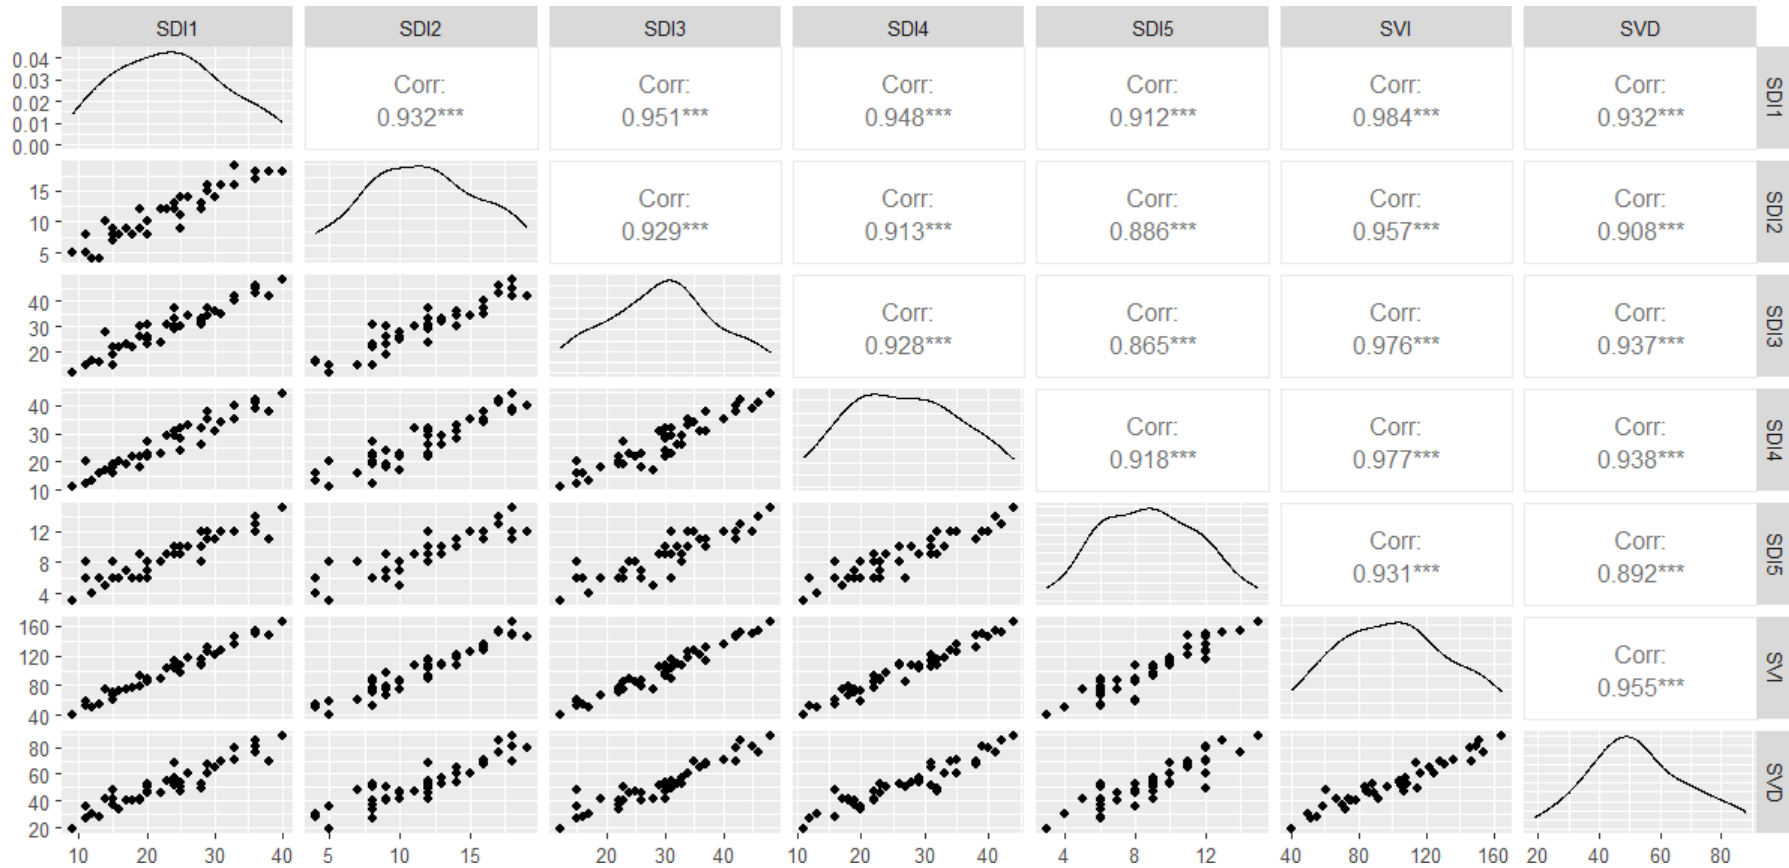 SDI1 SDI2 SDI3 SDI4 SDI5 SVI SVD
0.04
0.03
0.02
0.01
0.00
Corr: Corr: Corr: Corr: Corr: Corr:
0.932*** 0.951*** 0.948*** 0.912*** 0.984*** 0.932***
SDI1
15
10
5
Corr: Corr: Corr: Corr: Corr:
0.929*** 0.913*** 0.886*** 0.957*** 0.908***
SDI2
40
30
20
Corr: Corr: Corr: Corr:
0.928*** 0.865*** 0.976*** 0.937***
SDI3
40
30
20
10
Corr: Corr: Corr:
0.918*** 0.977*** 0.938***
SDI4
12
8
4
Corr: Corr:
0.931*** 0.892***
SDI5
160
120
80
40
Corr:
0.955***
SVI
80
60
40
20
SVD
10 20 30 40 5 10 15 20 30 40 10 20 30 40 4 8 12 40 80 120 160 20 40 60 80